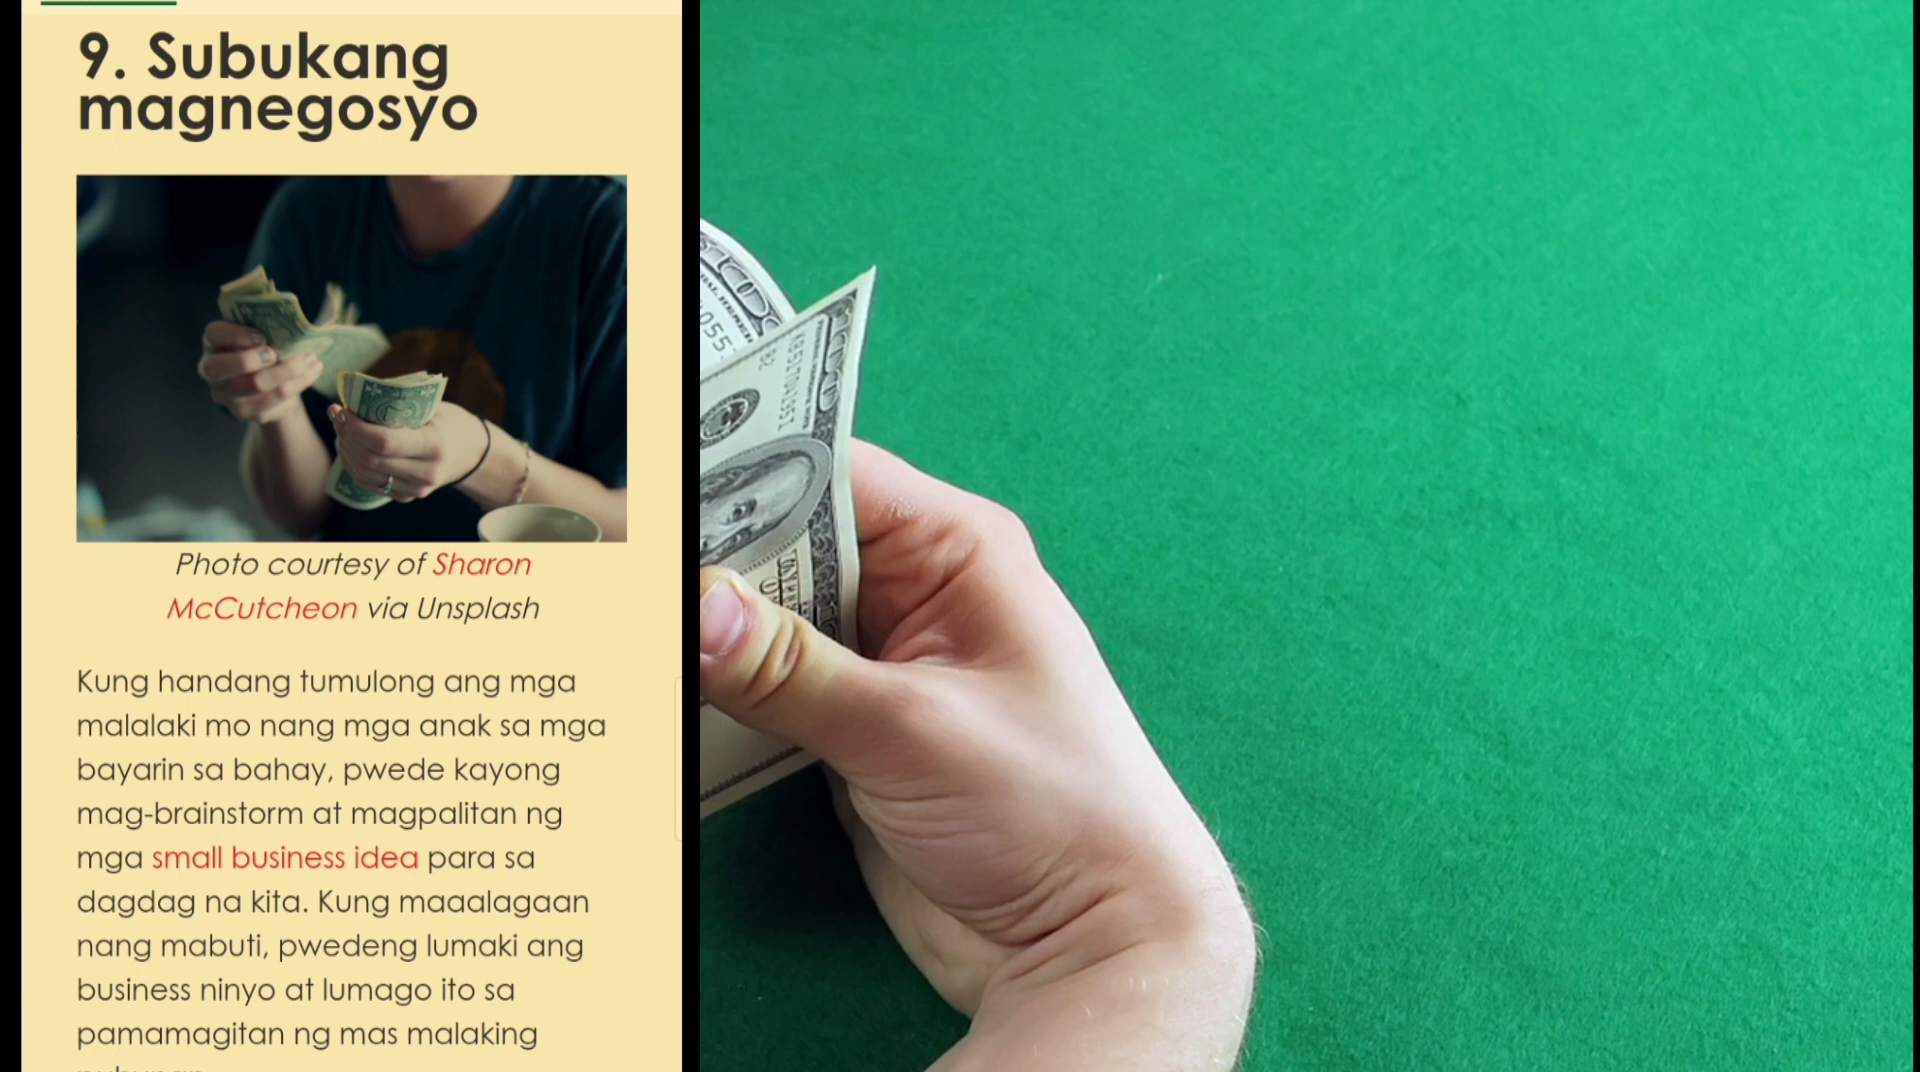 9. Subukang
magnegosyo
Photo courtesy of Sharon
McCutcheon via Unsplash
Kung handang tumulong ang mga
malalaki mo nang mga anak sa mga
bayarin sa bahay, pwede kayong
mag-brainstorm at magpalitan ng
mga small business idea para sa
dagdag na kita. Kung maaalagaan
nang mabuti, pwedeng lumaki ang
business ninyo at lumago ito sa
pamamagitan ng mas malaking